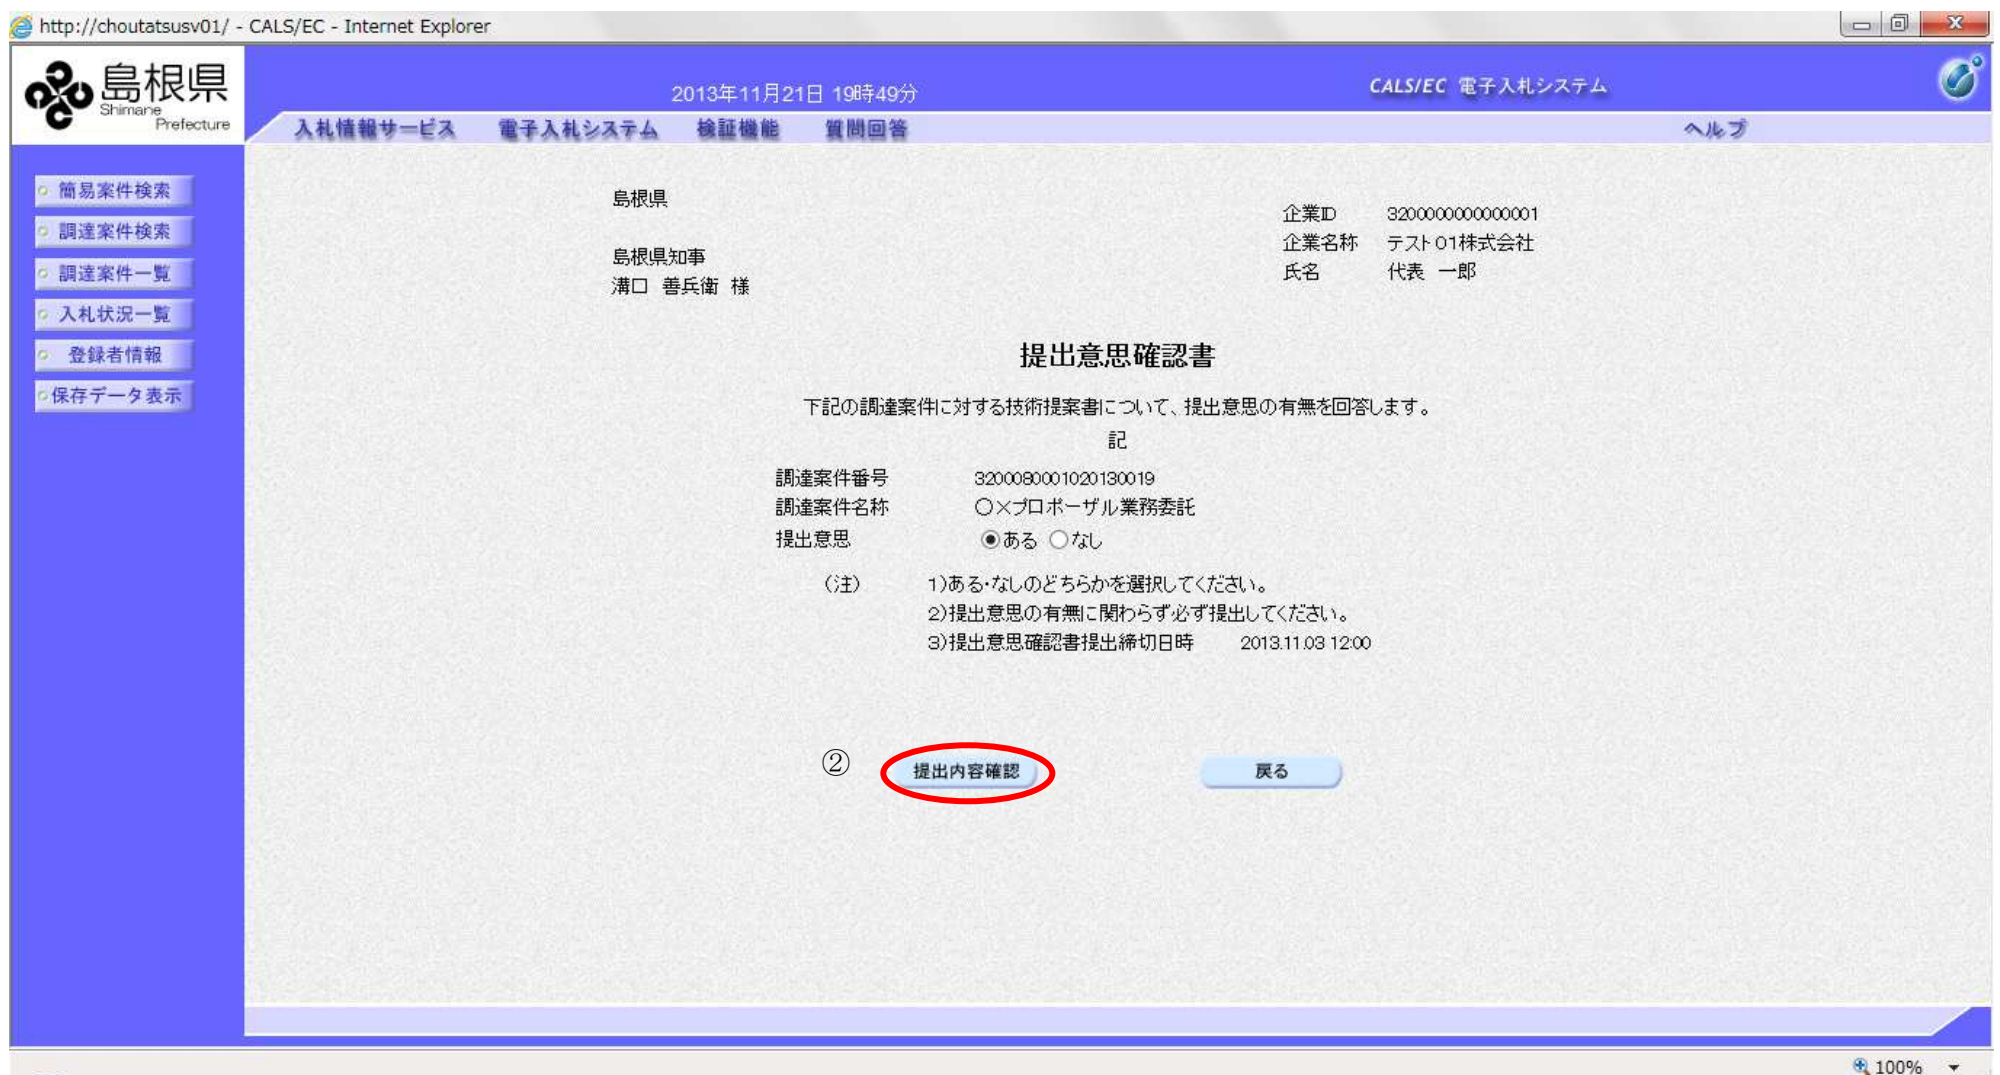 http://choutatsusv01/ - CALS/EC - Internet Explorer
島根県
Shimane
Prefecture
2013年11月21日 19時49分
CALS/EC 電子入札システム
入札情報サービス 電子入札システム 検証機能 質問回答 ヘルプ
簡易案件検索
調達案件検索
調達案件一覧
入札状況一覧
登録者情報
保存データ表示
島根県
島根県知事
溝口 善兵衞 様
企業ID 3200000000000001
企業名称 テスト01株式会社
氏名 代表 一郎
提出意思確認書
下記の調達案件に対する技術提案書について、提出意思の有無を回答します。
記
調達案件番号 3200080001020130019
調達案件名称 〇×プロポーザル業務委託
提出意思 ある なし
(注) 1)ある・なしのどちらかを選択してください。
2)提出意思の有無に関わらず必ず提出してください。
3)提出意思確認書提出締切日時 2013.11.03 12:00
② 提出内容確認 戻る
100%